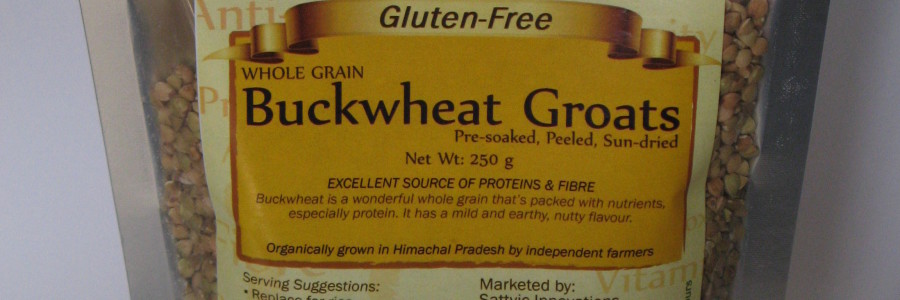 Gluten-Free
WHOLE GRAIN
Buckwheat Groats
Pre-soaked, Peeled, Sun-dried
Net Wt: 250 g
EXCELLENT SOURCE OF PROTEINS & FIBRE
Buckwheat is a wonderful whole grain that's packed with nutrients,
especially protein. It has a mild and earthy, nutty flavour.
Organically grown in Himachal Pradesh by independent farmers
Serving Suggestions:
Marketed by:
Sattvic Innovations